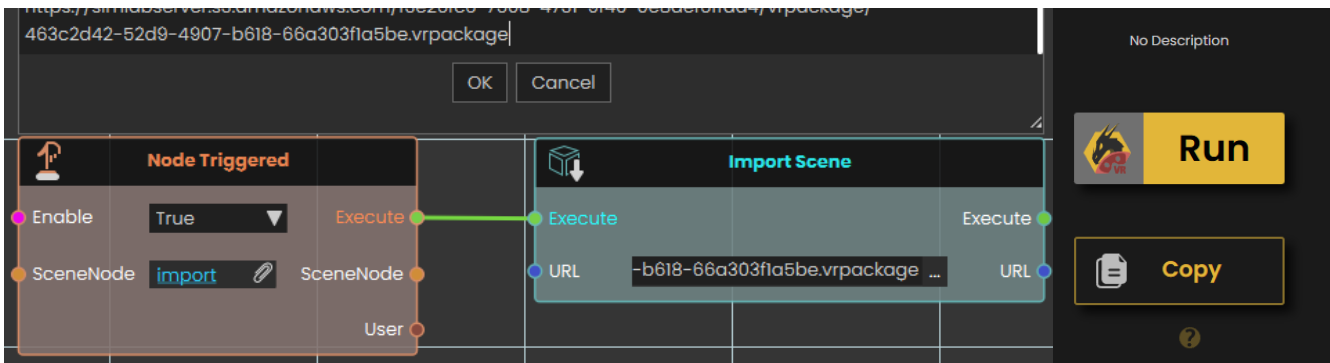 463c2d42-52d9-4907-b618-66a303f1a5be.vrpackage
OK Cancel
No Description
Node Triggered
Enable True Execute
SceneNode import SceneNode
User
Import Scene
Execute Execute
URL -b618-66a303f1a5be.vrpackage ... URL
Run
VR
Copy
?